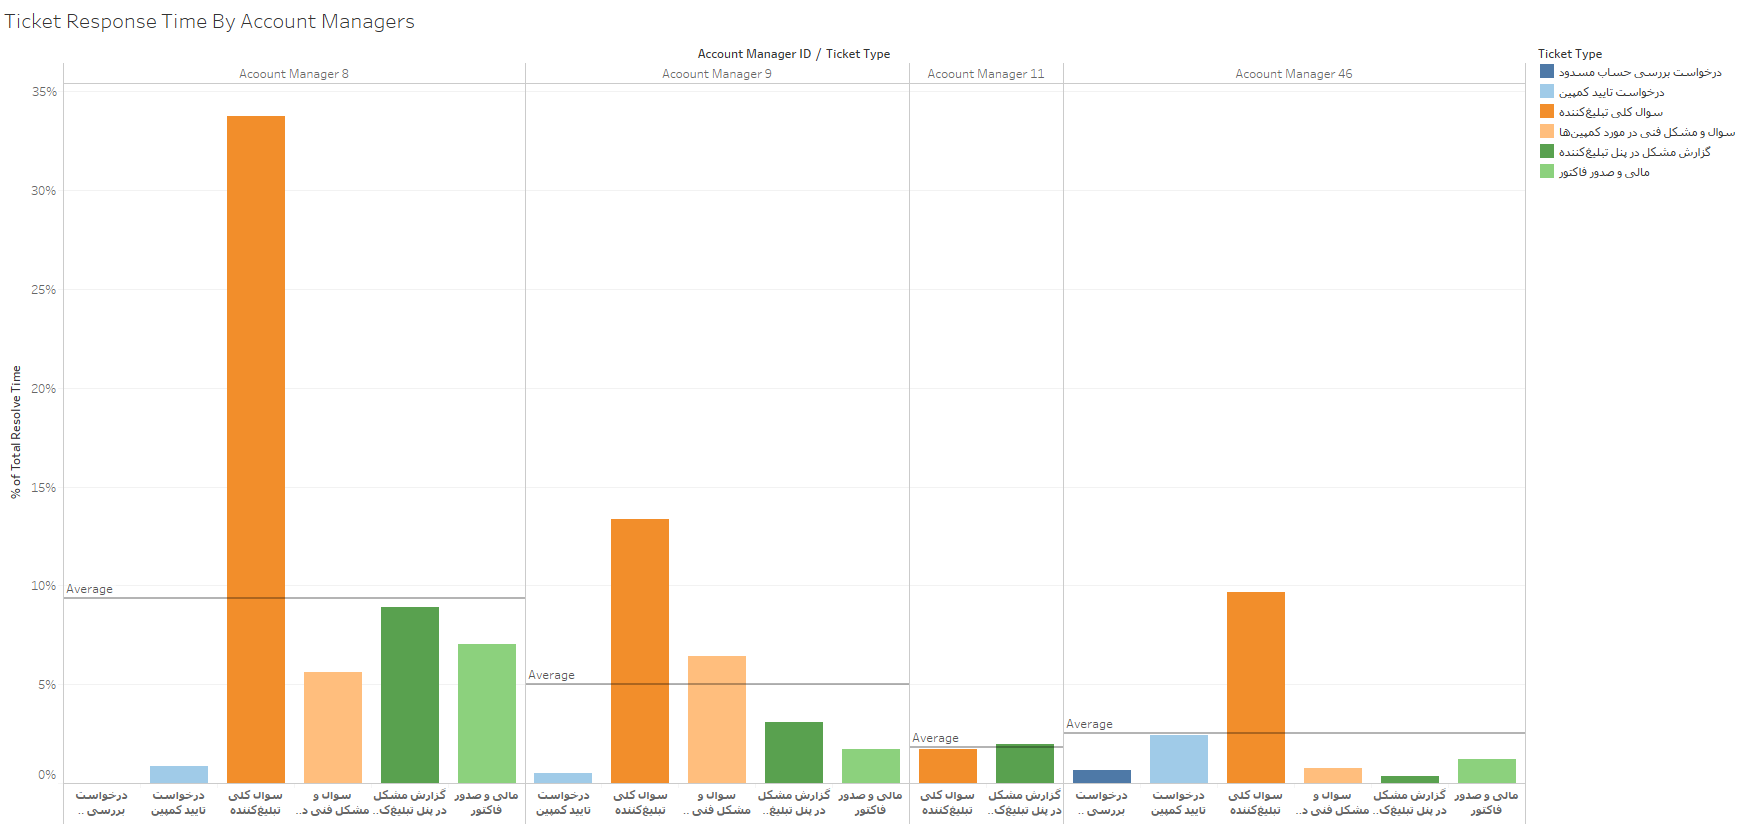 Ticket Response Time By Account Managers
Account Manager ID / Ticket Type
Acoount Manager 8
Acoount Manager 9
Acoount Manager 11
Acoount Manager 46
35%
30%
25%
20%
15%
10%
5%
0%
% of Total Resolve Time
Average
Average
Average
Average
درخواست
بررسی ..
درخواست
تایید کمپین
سوال کلی
تبلیغ‌کننده
سوال و
مشکل فنی د..
گزارش مشکل
در پنل تبلیغ‌ک..
مالی و صدور
فاکتور
درخواست
تایید کمپین
سوال کلی
تبلیغ‌کننده
سوال و
مشکل فنی ..
گزارش مشکل
در پنل تبلیغ..
مالی و صدور
فاکتور
سوال کلی
تبلیغ‌کننده
گزارش مشکل
در پنل تبلیغ‌ک..
درخواست
بررسی ..
درخواست
تایید کمپین
سوال کلی
تبلیغ‌کننده
سوال و
مشکل فنی د..
گزارش مشکل
در پنل تبلیغ‌ک..
مالی و صدور
فاکتور
Ticket Type
درخواست بررسی حساب مسدود
درخواست تایید کمپین
سوال کلی تبلیغ‌کننده
سوال و مشکل فنی در مورد کمپین‌ها
گزارش مشکل در پنل تبلیغ‌کننده
مالی و صدور فاکتور